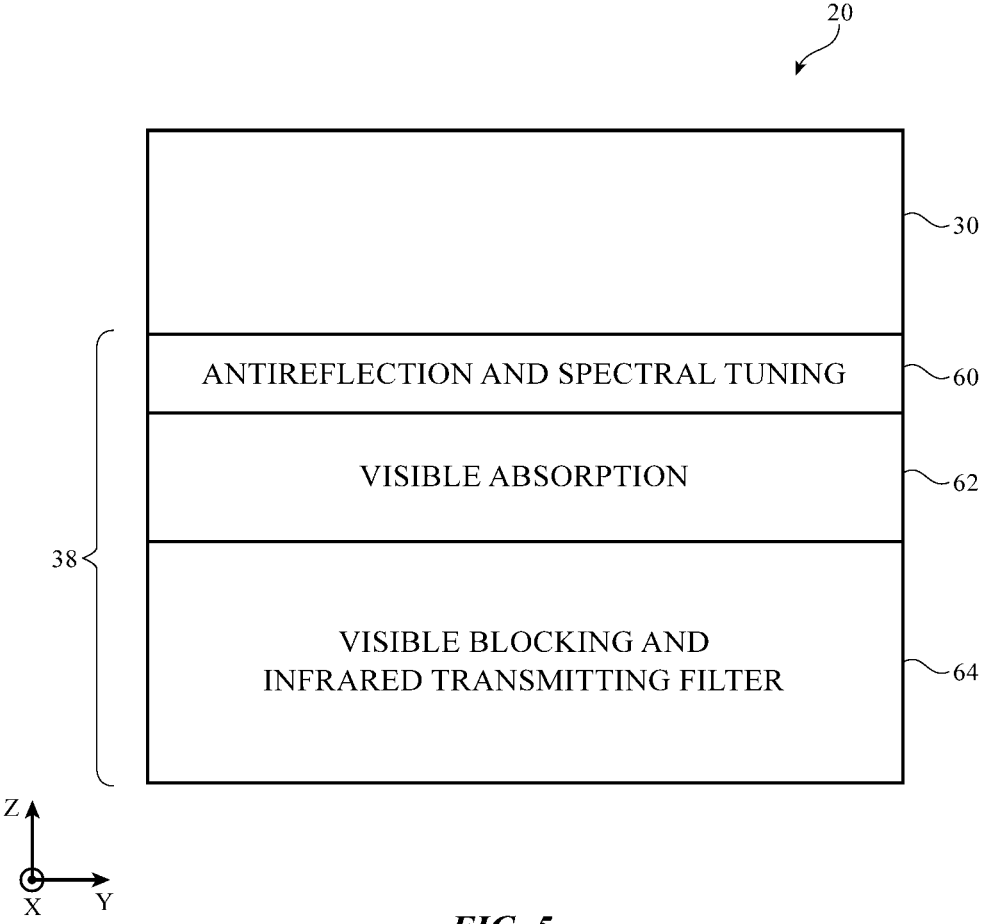 20
30
ANTIREFLECTION AND SPECTRAL TUNING
60
VISIBLE ABSORPTION
62
38
VISIBLE BLOCKING AND
INFRARED TRANSMITTING FILTER
64
Z
X
Y
FIG. 5